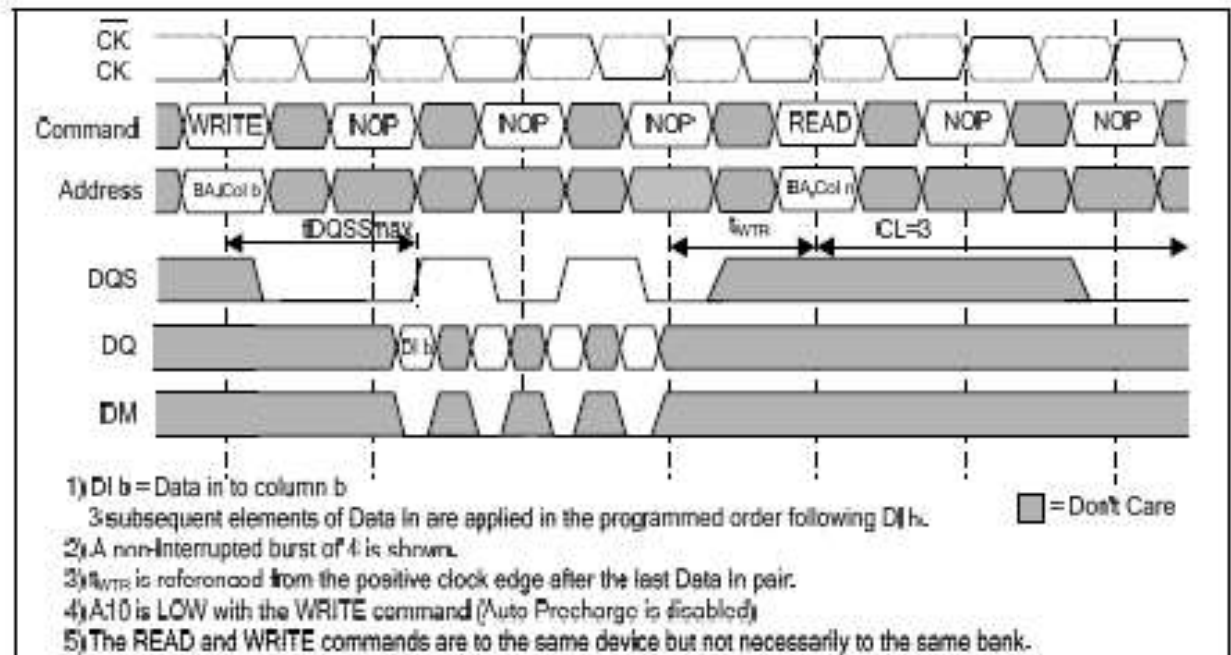 CK
CK
Command WRITE NOP NOP NOP READ NOP NOP
Address BA,Col b BA,Col n
tDQSSmax tWTR CL=3
DQS
DQ DI b
DM
1) DI b = Data in to column b
3 subsequent elements of Data In are applied in the programmed order following DI b.
= Don't Care
2) A non-interrupted burst of 4 is shown.
3) tWTR is referenced from the positive clock edge after the last Data In pair.
4) A10 is LOW with the WRITE command (Auto Precharge is disabled)
5) The READ and WRITE commands are to the same device but not necessarily to the same bank.